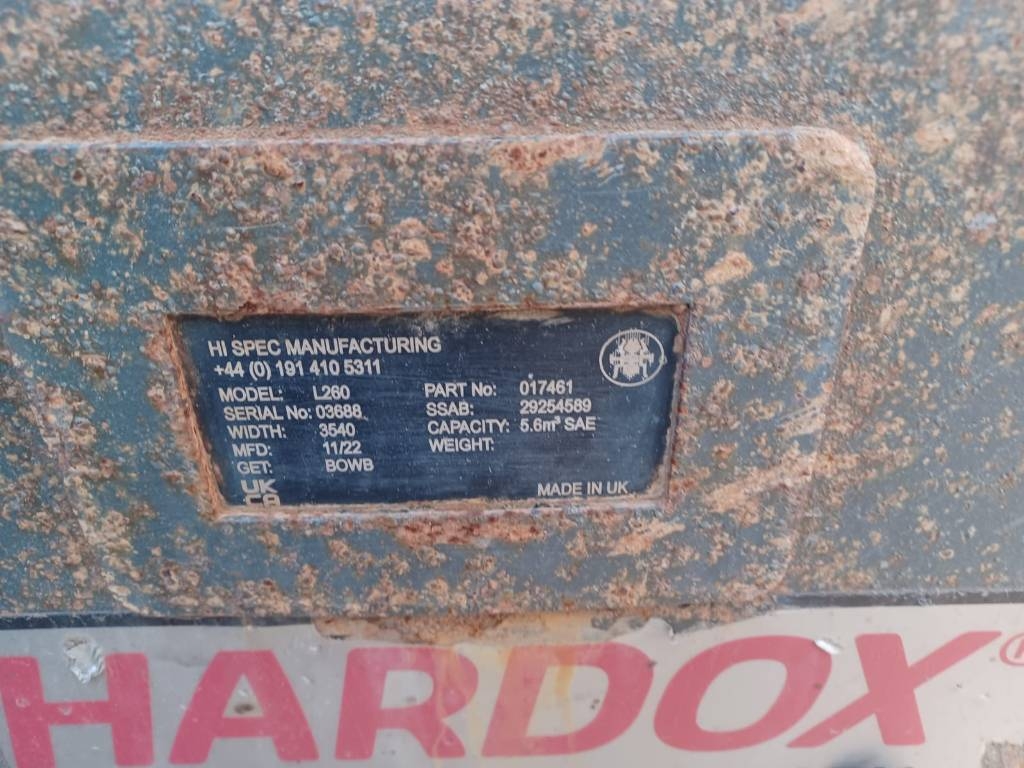 HI SPEC MANUFACTURING
+44 (0) 191 410 5311
MODEL: L260
SERIAL No: 03688
WIDTH: 3540
MFD: 11/22
GET: BOWB
PART No: 017461
SSAB: 29254589
CAPACITY: 5.6m³ SAE
WEIGHT:
UK
CA
MADE IN UK
HARDOX®